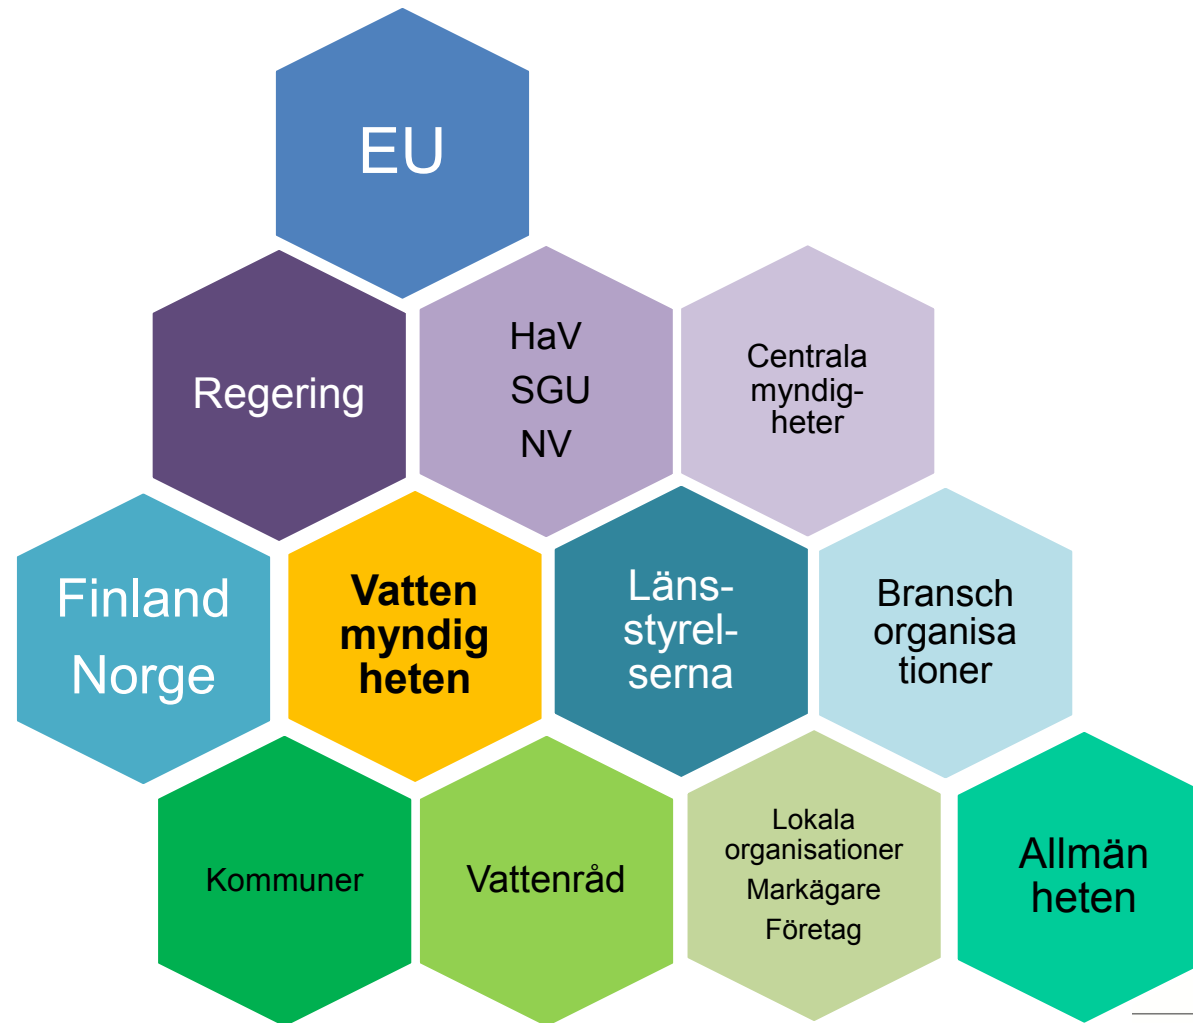 EU
Regering
HaV
SGU
NV
Centrala
myndig-
heter
Finland
Norge
Vatten
myndig
heten
Läns-
styrel-
serna
Bransch
organisa
tioner
Kommuner
Vattenråd
Lokala
organisationer
Markägare
Företag
Allmän
heten